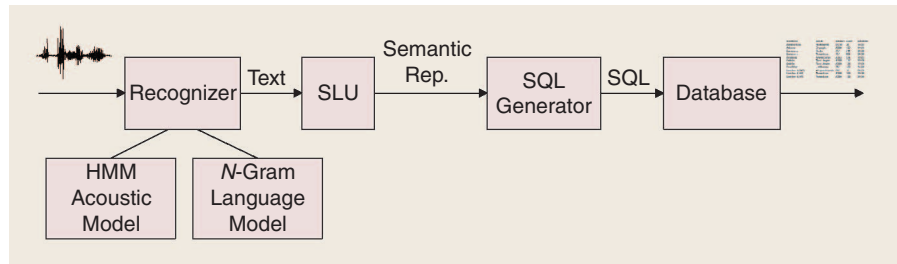 Semantic
Rep.
Text
SQL
Recognizer
SLU
SQL
Generator
Database
HMM
Acoustic
Model
N-Gram
Language
Model